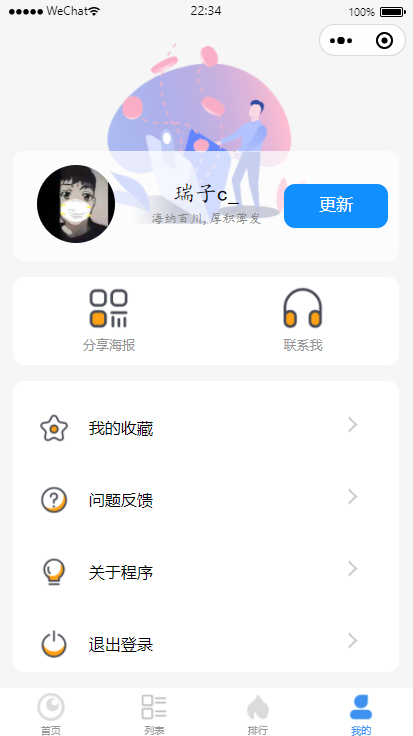 WeChat 22:34 100%
瑞子c_
海纳百川,厚积薄发
更新
分享海报 联系我
我的收藏
问题反馈
关于程序
退出登录
首页 列表 排行 我的